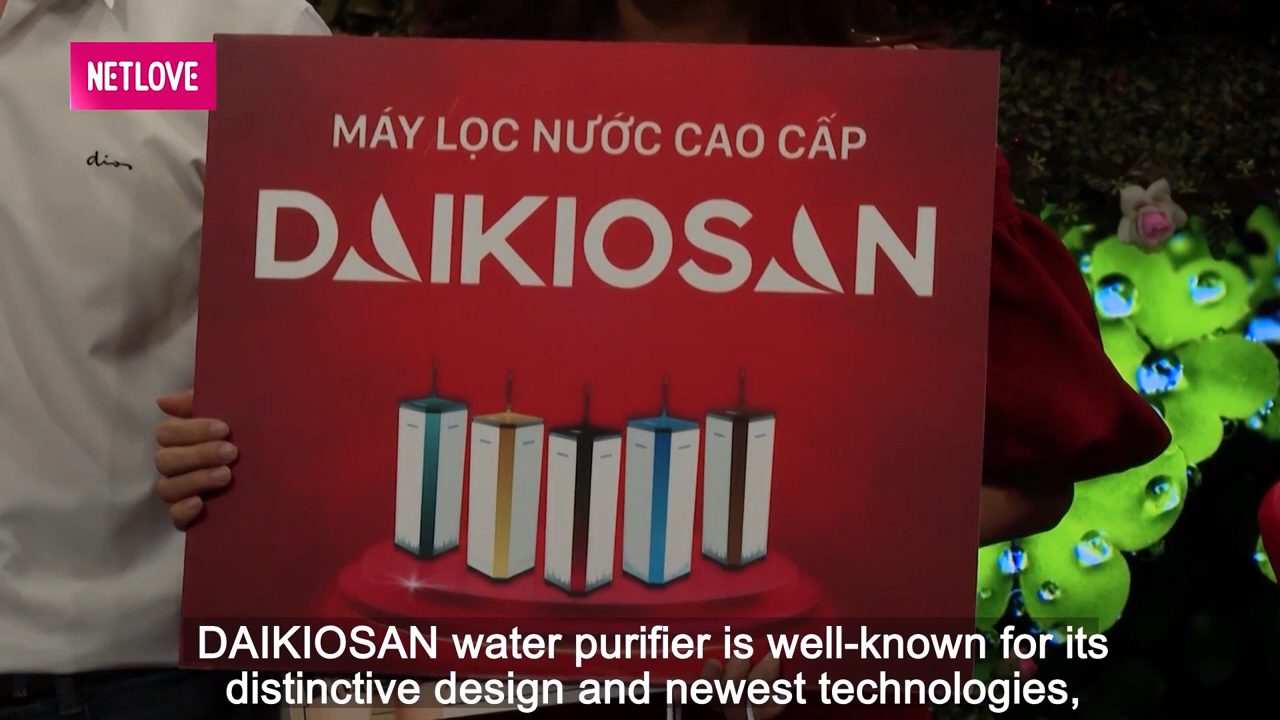 NETLOVE
dior
MÁY LỌC NƯỚC CAO CẤP
DAIKIOSAN
DAIKIOSAN water purifier is well-known for its
distinctive design and newest technologies,